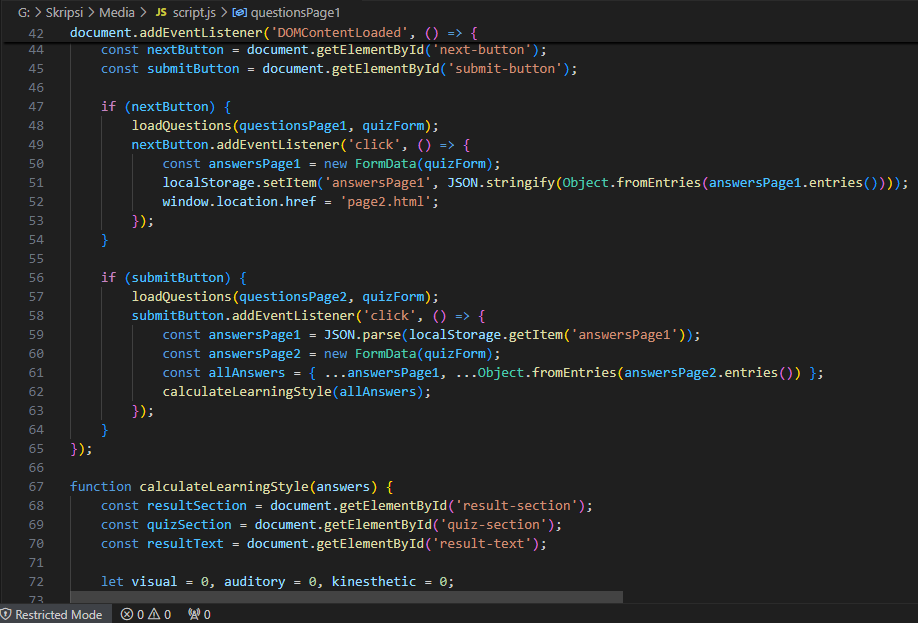 G: > Skripsi > Media > JS script.js > questionsPage1
42 document.addEventListener('DOMContentLoaded', () => {
44     const nextButton = document.getElementById('next-button');
45     const submitButton = document.getElementById('submit-button');
46
47     if (nextButton) {
48         loadQuestions(questionsPage1, quizForm);
49         nextButton.addEventListener('click', () => {
50             const answersPage1 = new FormData(quizForm);
51             localStorage.setItem('answersPage1', JSON.stringify(Object.fromEntries(answersPage1.entries())));
52             window.location.href = 'page2.html';
53         });
54     }
55
56     if (submitButton) {
57         loadQuestions(questionsPage2, quizForm);
58         submitButton.addEventListener('click', () => {
59             const answersPage1 = JSON.parse(localStorage.getItem('answersPage1'));
60             const answersPage2 = new FormData(quizForm);
61             const allAnswers = { ...answersPage1, ...Object.fromEntries(answersPage2.entries()) };
62             calculateLearningStyle(allAnswers);
63         });
64     }
65 });
66
67 function calculateLearningStyle(answers) {
68     const resultSection = document.getElementById('result-section');
69     const quizSection = document.getElementById('quiz-section');
70     const resultText = document.getElementById('result-text');
71
72     let visual = 0, auditory = 0, kinesthetic = 0;
73
Restricted Mode 0 0 0